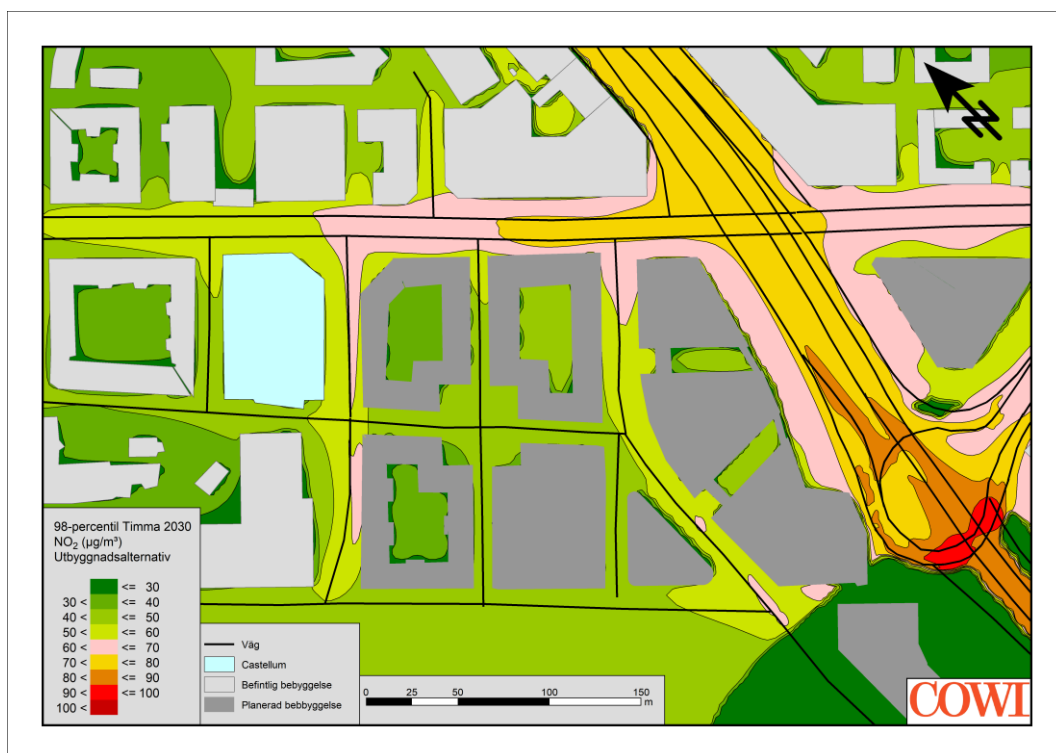 98-percentil Timma 2030
NO₂ (µg/m³)
Utbyggnadsalternativ
<= 30
30 < <= 40
40 < <= 50
50 < <= 60
60 < <= 70
70 < <= 80
80 < <= 90
90 < <= 100
100 <
Väg
Castellum
Befintlig bebyggelse
Planerad bebbyggelse
0 25 50 100 150
m
N
COWI